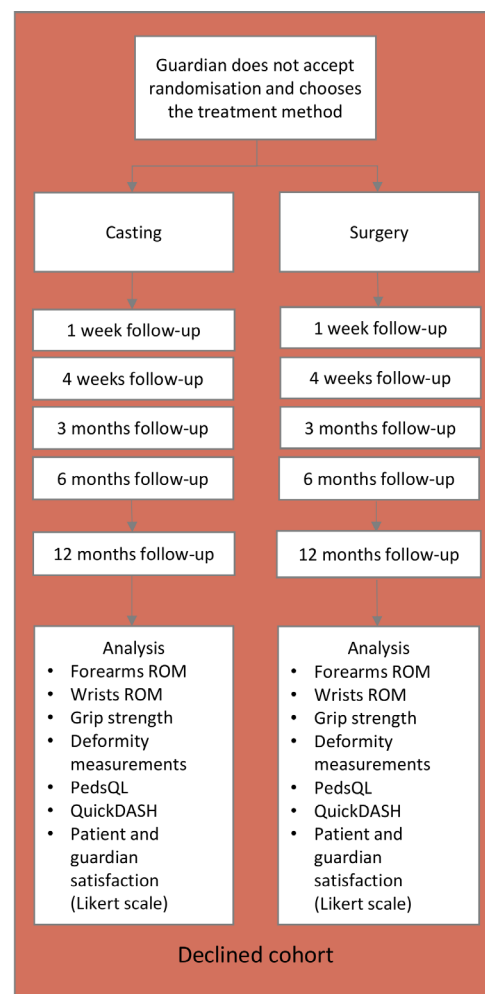 Guardian does not accept
randomisation and chooses
the treatment method
Casting
Surgery
1 week follow-up
4 weeks follow-up
3 months follow-up
6 months follow-up
12 months follow-up
1 week follow-up
4 weeks follow-up
3 months follow-up
6 months follow-up
12 months follow-up
Analysis
• Forearms ROM
• Wrists ROM
• Grip strength
• Deformity
measurements
• PedsQL
• QuickDASH
• Patient and
guardian
satisfaction
(Likert scale)
Analysis
• Forearms ROM
• Wrists ROM
• Grip strength
• Deformity
measurements
• PedsQL
• QuickDASH
• Patient and
guardian
satisfaction
(Likert scale)
Declined cohort